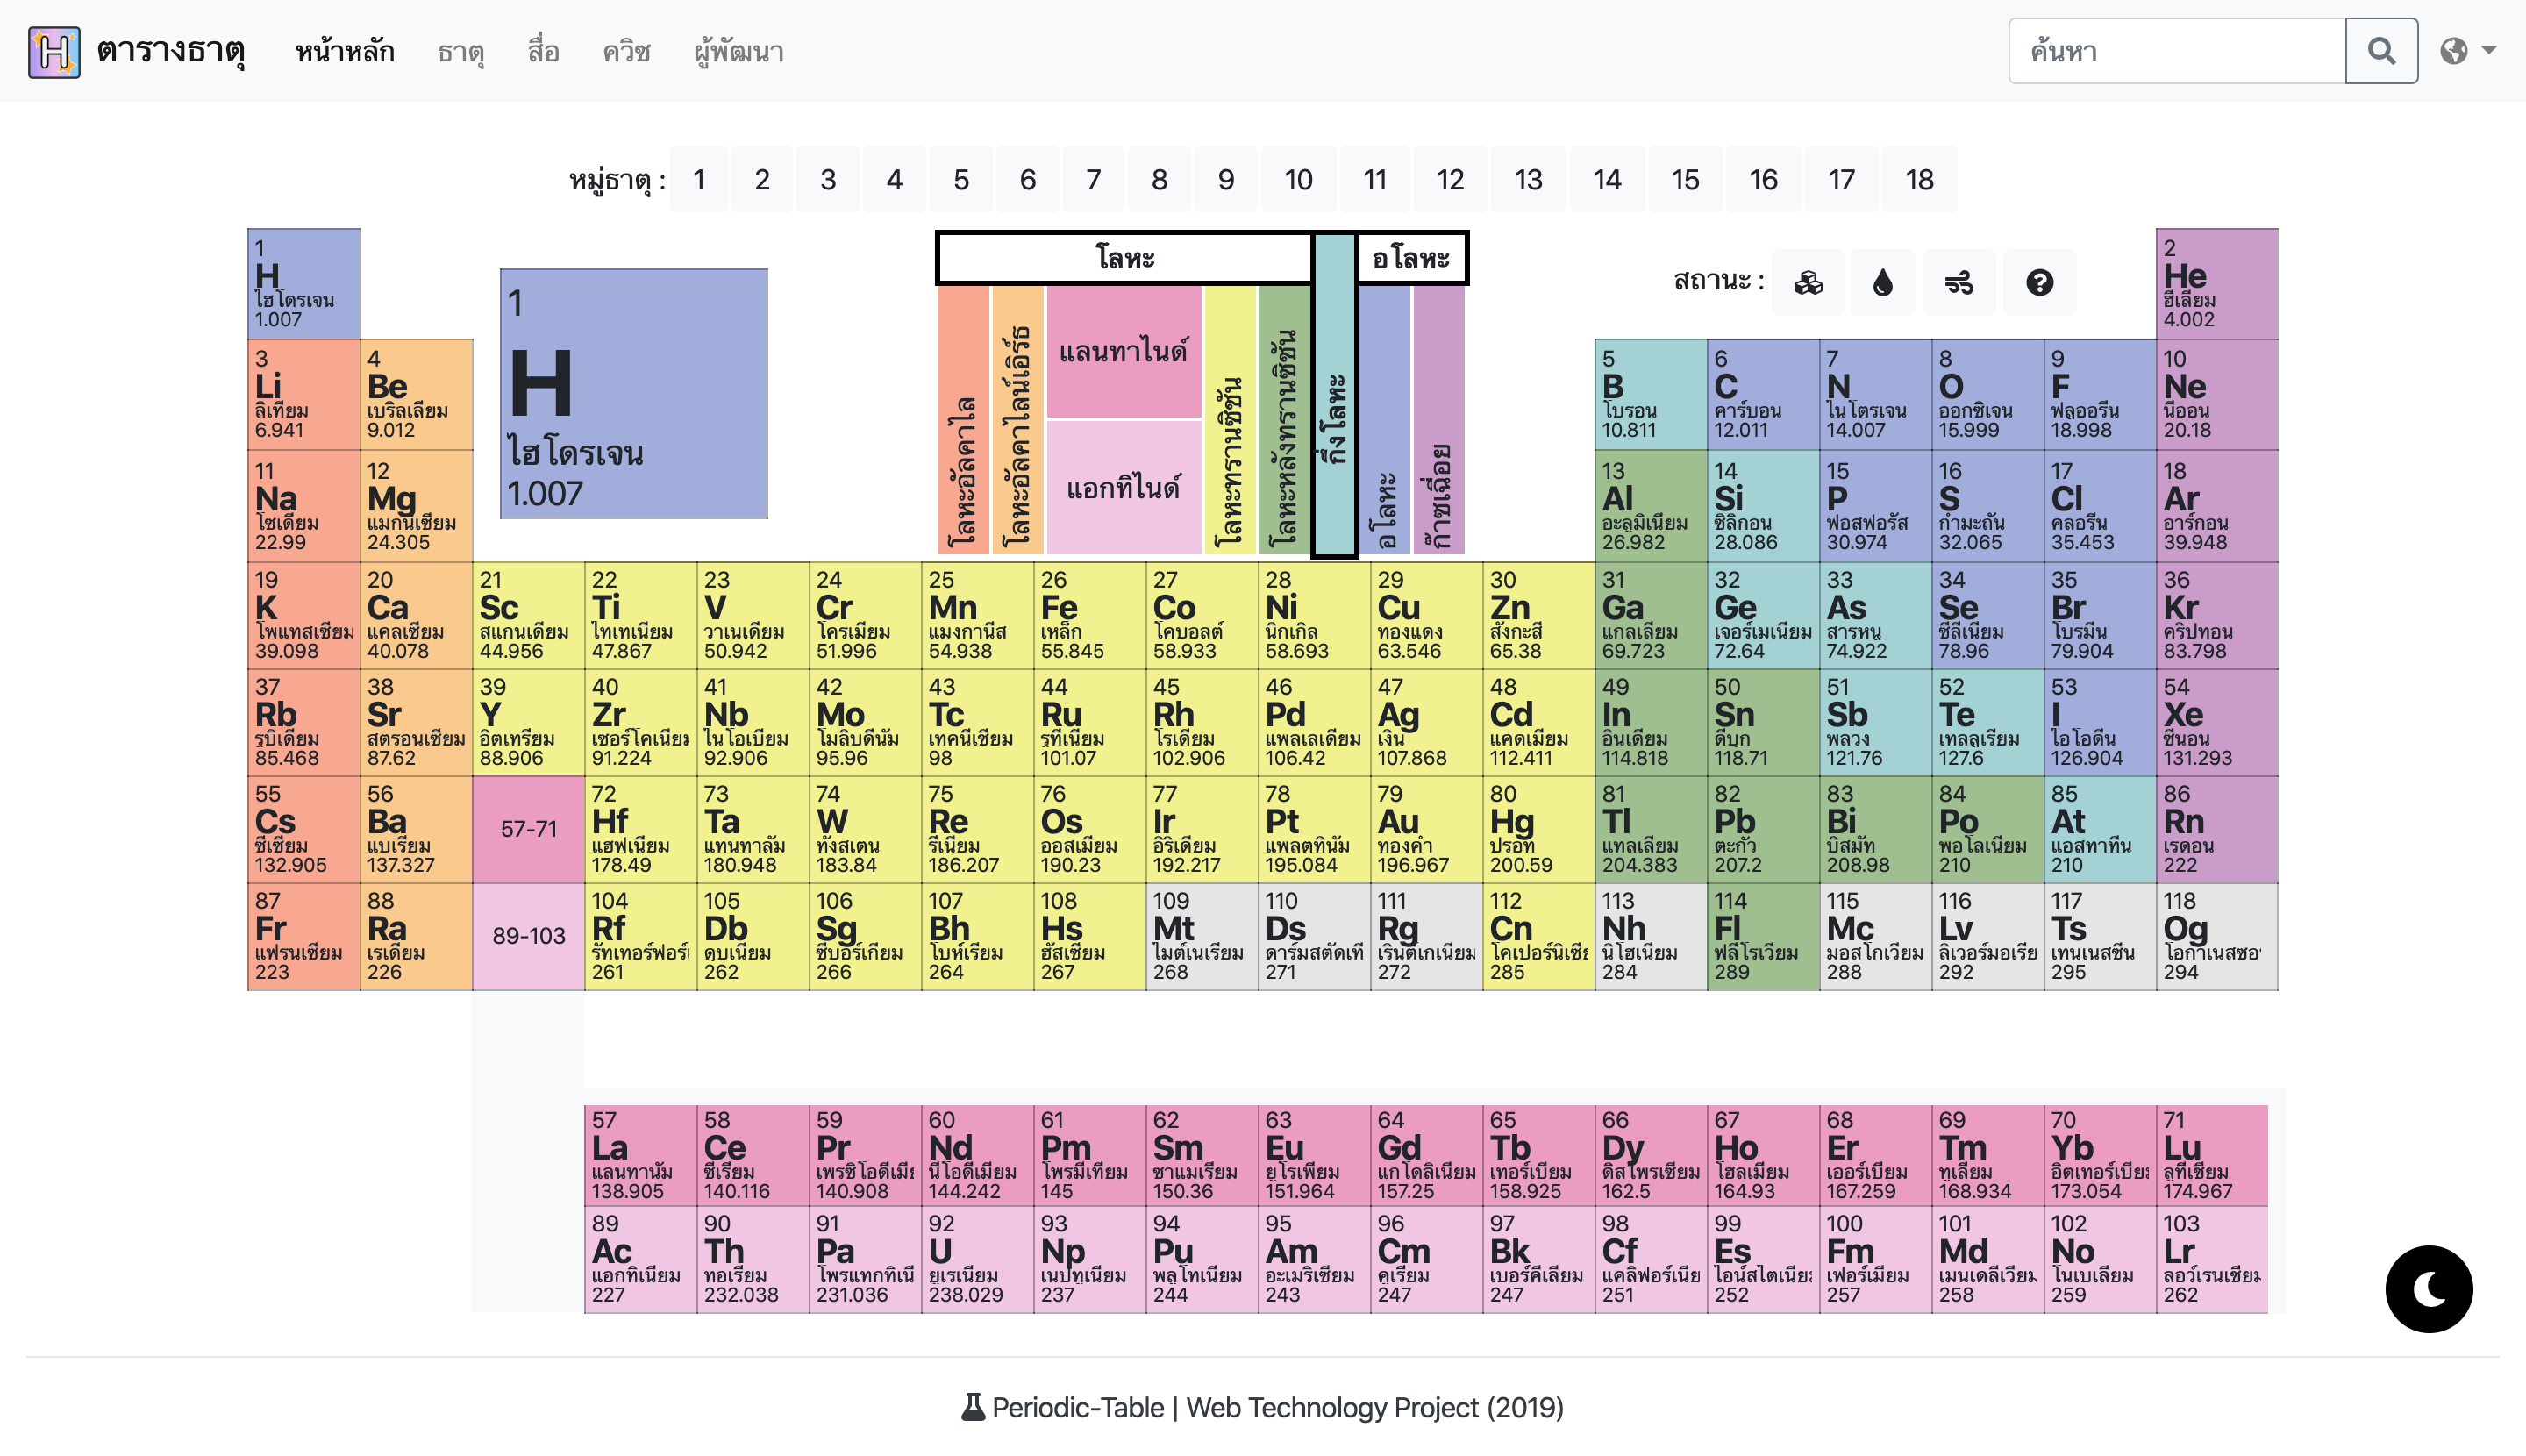 ตารางธาตุ หน้าหลัก ธาตุ สื่อ ควิซ ผู้พัฒนา ค้นหา
หมู่ธาตุ : 1 2 3 4 5 6 7 8 9 10 11 12 13 14 15 16 17 18
โลหะ อโลหะ
โลหะอัลคาไล
โลหะอัลคาไลน์เอิร์ธ
แลนทาไนด์
แอกทิไนด์
โลหะทรานซิชัน
โลหะหลังทรานซิชัน
กึ่งโลหะ
อโลหะ
ก๊าซเฉื่อย
สถานะ :
1
H
ไฮโดรเจน
1.007
1 2
H He
ไฮโดรเจน ฮีเลียม
1.007 4.002
3 4 5 6 7 8 9 10
Li Be B C N O F Ne
ลิเทียม เบริลเลียม โบรอน คาร์บอน ไนโตรเจน ออกซิเจน ฟลูออรีน นีออน
6.941 9.012 10.811 12.011 14.007 15.999 18.998 20.18
11 12 13 14 15 16 17 18
Na Mg Al Si P S Cl Ar
โซเดียม แมกนีเซียม อะลูมิเนียม ซิลิกอน ฟอสฟอรัส กำมะถัน คลอรีน อาร์กอน
22.99 24.305 26.982 28.086 30.974 32.065 35.453 39.948
19 20 21 22 23 24 25 26 27 28 29 30 31 32 33 34 35 36
K Ca Sc Ti V Cr Mn Fe Co Ni Cu Zn Ga Ge As Se Br Kr
โพแทสเซียม แคลเซียม สแกนเดียม ไทเทเนียม วาเนเดียม โครเมียม แมงกานีส เหล็ก โคบอลต์ นิกเกิล ทองแดง สังกะสี แกลเลียม เจอร์เมเนียม สารหนู ซีลีเนียม โบรมีน คริปทอน
39.098 40.078 44.956 47.867 50.942 51.996 54.938 55.845 58.933 58.693 63.546 65.38 69.723 72.64 74.922 78.96 79.904 83.798
37 38 39 40 41 42 43 44 45 46 47 48 49 50 51 52 53 54
Rb Sr Y Zr Nb Mo Tc Ru Rh Pd Ag Cd In Sn Sb Te I Xe
รูบิเดียม สตรอนเซียม อิตเทรียม เซอร์โคเนีย ไนโอเบียม โมลิบดีนัม เทคนีเซียม รูทีเนียม โรเดียม แพลเลเดียม เงิน แคดเมียม อินเดียม ดีบุก พลวง เทลลูเรียม ไอโอดีน ซีนอน
85.468 87.62 88.906 91.224 92.906 95.96 98 101.07 102.906 106.42 107.868 112.411 114.818 118.71 121.76 127.6 126.904 131.293
55 56 57-71 72 73 74 75 76 77 78 79 80 81 82 83 84 85 86
Cs Ba Hf Ta W Re Os Ir Pt Au Hg Tl Pb Bi Po At Rn
ซีเซียม แบเรียม แฮฟเนียม แทนทาลัม ทังสเตน รีเนียม ออสเมียม อิริเดียม แพลตทินัม ทองคำ ปรอท แทลเลียม ตะกั่ว บิสมัท พอโลเนียม แอสทาทีน เรดอน
132.905 137.327 178.49 180.948 183.84 186.207 190.23 192.217 195.084 196.967 200.59 204.383 207.2 208.98 210 210 222
87 88 89-103 104 105 106 107 108 109 110 111 112 113 114 115 116 117 118
Fr Ra Rf Db Sg Bh Hs Mt Ds Rg Cn Nh Fl Mc Lv Ts Og
แฟรนเซียม เรเดียม รัทเทอร์ฟอร์ ดุบเนียม ซีบอร์เกียม โบห์เรียม ฮัสเซียม ไมต์เนเรียม ดาร์มสตัดเที เรินต์เกเนียม โคเปอร์นิเซี นิโฮเนียม ฟลีโรเวียม มอสโกเวียม ลิเวอร์มอเรีย เทนเนสซีน โอกาเนสซอ
223 226 261 262 266 264 267 268 271 272 285 284 289 288 292 295 294
57 58 59 60 61 62 63 64 65 66 67 68 69 70 71
La Ce Pr Nd Pm Sm Eu Gd Tb Dy Ho Er Tm Yb Lu
แลนทานัม ซีเรียม เพรซิโอดีเมี นีโอดีเมียม โพรมีเทียม ซาแมเรียม ยูโรเพียม แกโดลิเนียม เทอร์เบียม ดิสโพรเซียม โฮลเมียม เออร์เบียม ทูเลียม อิตเทอร์เบีย ลูทีเซียม
138.905 140.116 140.908 144.242 145 150.36 151.964 157.25 158.925 162.5 164.93 167.259 168.934 173.054 174.967
89 90 91 92 93 94 95 96 97 98 99 100 101 102 103
Ac Th Pa U Np Pu Am Cm Bk Cf Es Fm Md No Lr
แอกทิเนียม ทอเรียม โพรแทกทิเนี ยูเรเนียม เนปทูเนียม พลูโทเนียม อะเมริเซียม คูเรียม เบอร์คีเลียม แคลิฟอร์เนีย ไอน์สไตเนีย เฟอร์เมียม เมนเดลีเวียม โนเบเลียม ลอว์เรนเซียม
227 232.038 231.036 238.029 237 244 243 247 247 251 252 257 258 259 262
Periodic-Table | Web Technology Project (2019)